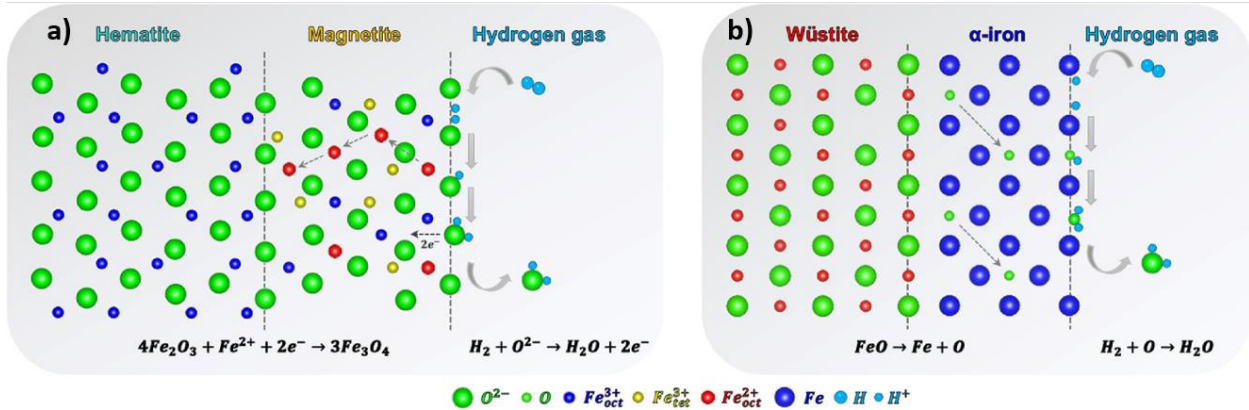 a)
Hematite
Magnetite
Hydrogen gas
2e⁻
4Fe₂O₃ + Fe²⁺ + 2e⁻ → 3Fe₃O₄
H₂ + O²⁻ → H₂O + 2e⁻
b)
Wüstite
α-iron
Hydrogen gas
FeO → Fe + O
H₂ + O → H₂O
O²⁻ O Fe³⁺oct Fe³⁺tet Fe²⁺oct Fe H H⁺